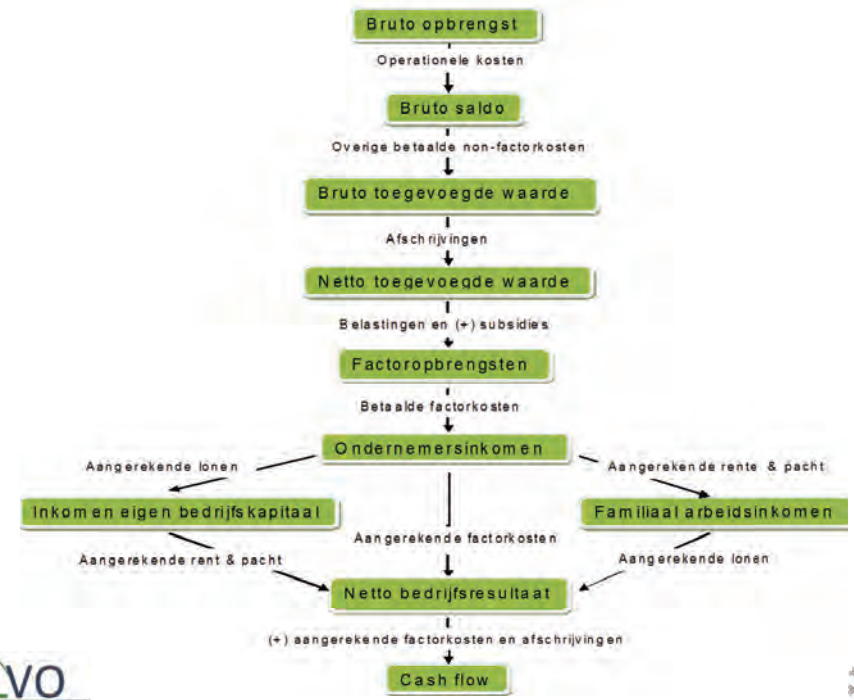 Bruto opbrengst
Operationele kosten
Bruto saldo
Overige betaalde non-factorkosten
Bruto toegevoegde waarde
Afschrijvingen
Netto toegevoegde waarde
Belastingen en (+) subsidies
Factoropbrengsten
Betaalde factorkosten
Ondernemersinkomen
Aangerekende lonen
Aangerekende rente & pacht
Inkomen eigen bedrijfskapitaal
Familiaal arbeidsinkomen
Aangerekende factorkosten
Aangerekende rent & pacht
Aangerekende lonen
Netto bedrijfsresultaat
(+) aangerekende factorkosten en afschrijvingen
Cash flow
VO